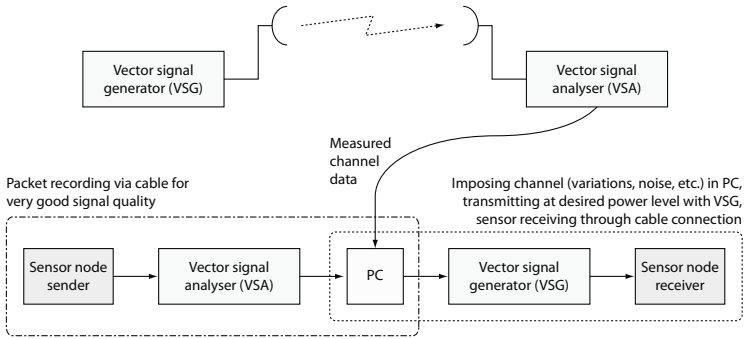 Vector signal
generator (VSG)
Vector signal
analyser (VSA)
Measured
channel
data
Packet recording via cable for
very good signal quality
Imposing channel (variations, noise, etc.) in PC,
transmitting at desired power level with VSG,
sensor receiving through cable connection
Sensor node
sender
Vector signal
analyser (VSA)
PC
Vector signal
generator (VSG)
Sensor node
receiver